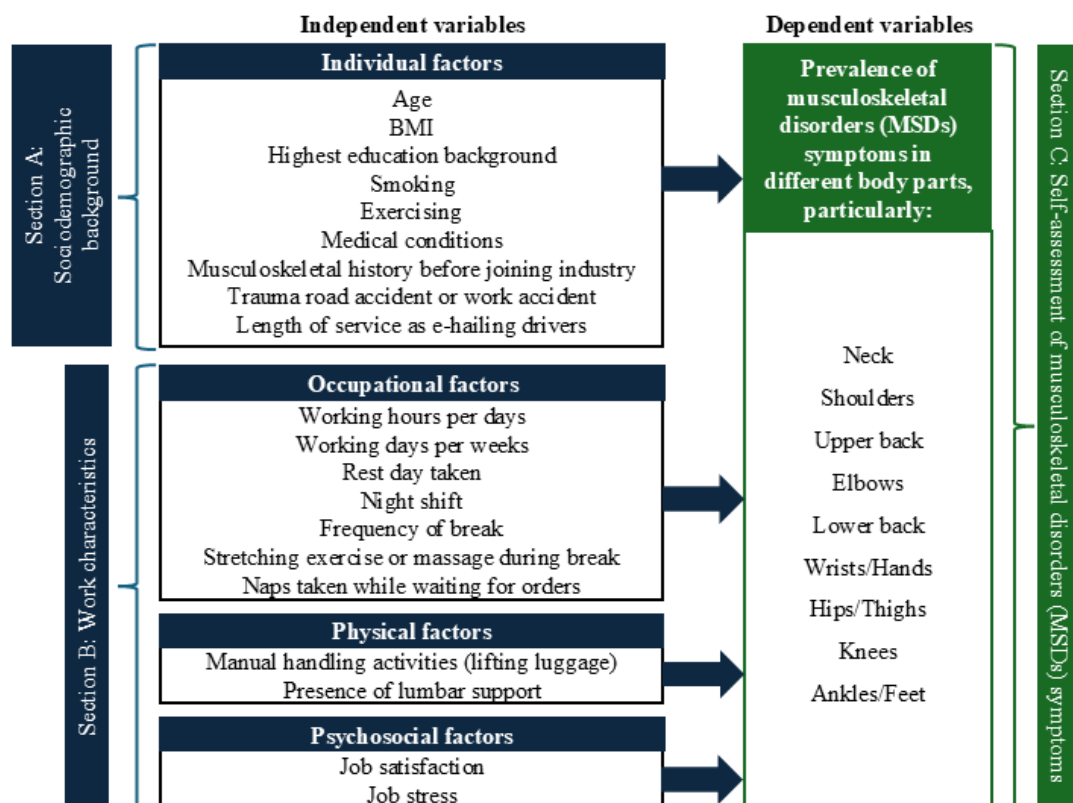 Independent variables
Dependent variables
Section A:
Sociodemographic
background
Individual factors
Age
BMI
Highest education background
Smoking
Exercising
Medical conditions
Musculoskeletal history before joining industry
Trauma road accident or work accident
Length of service as e-hailing drivers
Section B: Work characteristics
Occupational factors
Working hours per days
Working days per weeks
Rest day taken
Night shift
Frequency of break
Stretching exercise or massage during break
Naps taken while waiting for orders
Physical factors
Manual handling activities (lifting luggage)
Presence of lumbar support
Psychosocial factors
Job satisfaction
Job stress
Prevalence of
musculoskeletal
disorders (MSDs)
symptoms in
different body parts,
particularly:
Neck
Shoulders
Upper back
Elbows
Lower back
Wrists/Hands
Hips/Thighs
Knees
Ankles/Feet
Section C: Self-assessment of musculoskeletal disorders (MSDs) symptoms